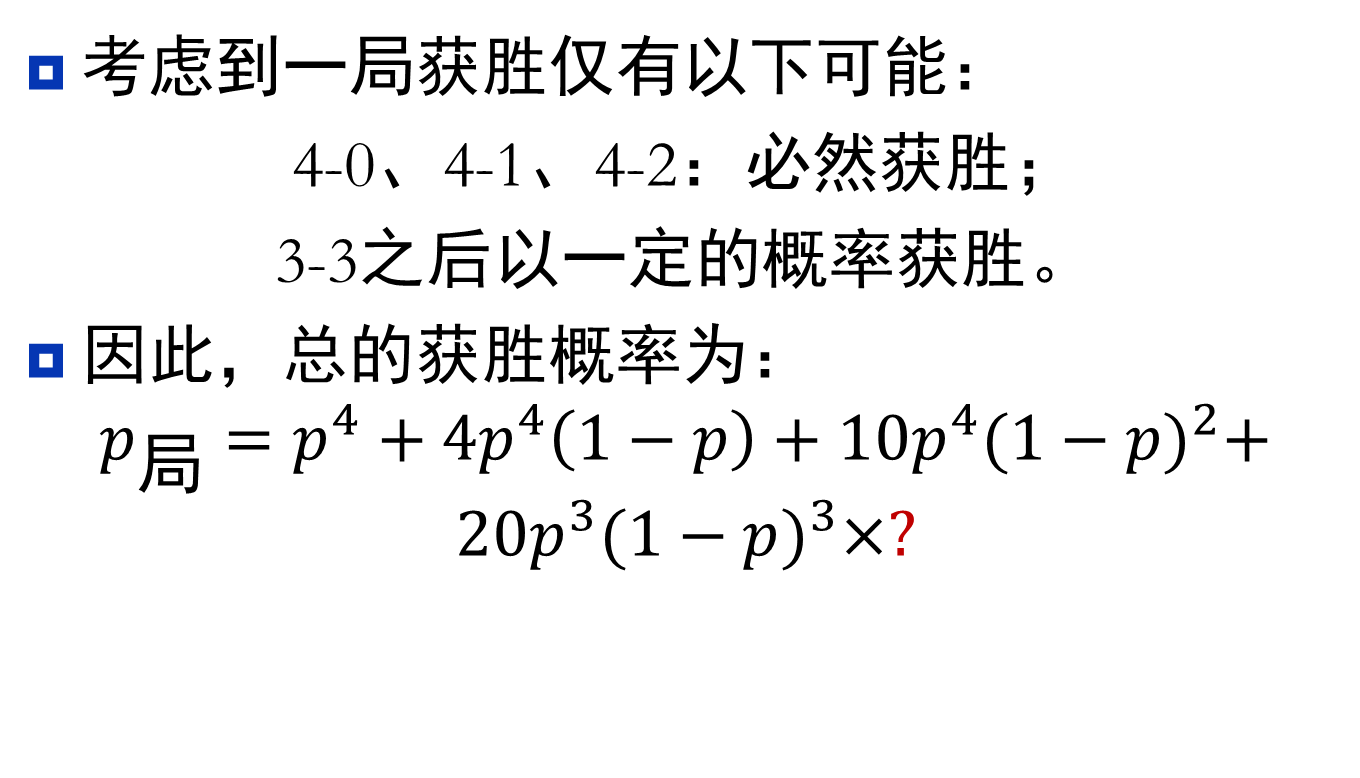 考虑到一局获胜仅有以下可能：
4-0、4-1、4-2：必然获胜；
3-3之后以一定的概率获胜。
因此，总的获胜概率为：
𝑝局 = 𝑝⁴ + 4𝑝⁴(1 − 𝑝) + 10𝑝⁴(1 − 𝑝)²+
20𝑝³(1 − 𝑝)³×?